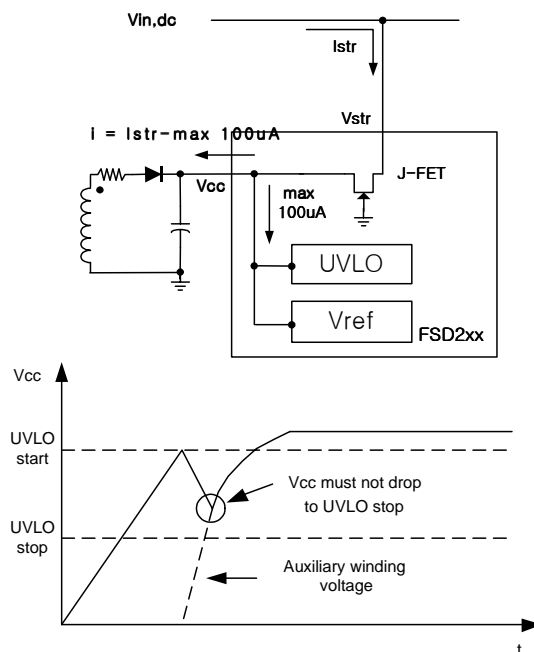 Vin,dc
Istr
Vstr
i = Istr-max 100uA
J-FET
Vcc
max
100uA
UVLO
Vref
FSD2xx
Vcc
UVLO
start
Vcc must not drop
to UVLO stop
UVLO
stop
Auxiliary winding
voltage
t